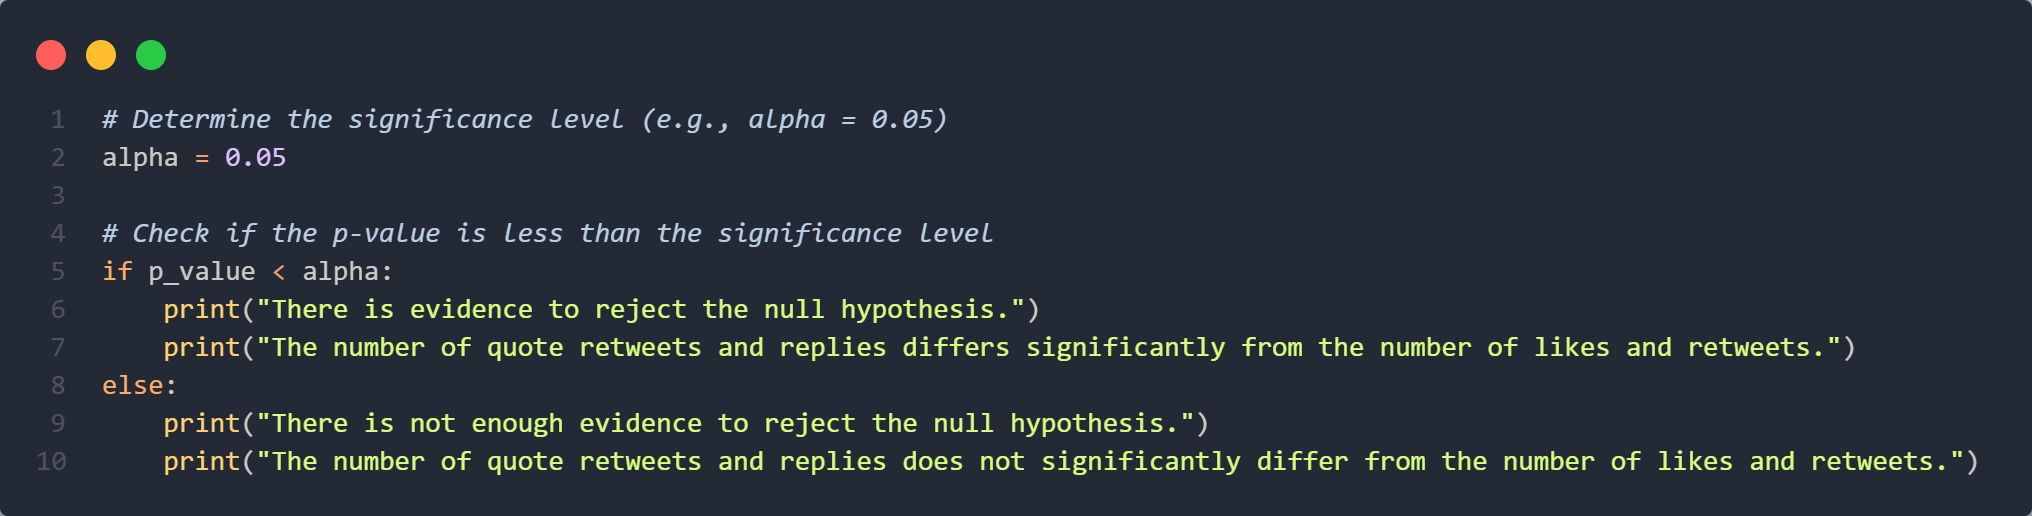 1 # Determine the significance level (e.g., alpha = 0.05)
2 alpha = 0.05
3
4 # Check if the p-value is less than the significance level
5 if p_value < alpha:
6     print("There is evidence to reject the null hypothesis.")
7     print("The number of quote retweets and replies differs significantly from the number of likes and retweets.")
8 else:
9     print("There is not enough evidence to reject the null hypothesis.")
10     print("The number of quote retweets and replies does not significantly differ from the number of likes and retweets.")